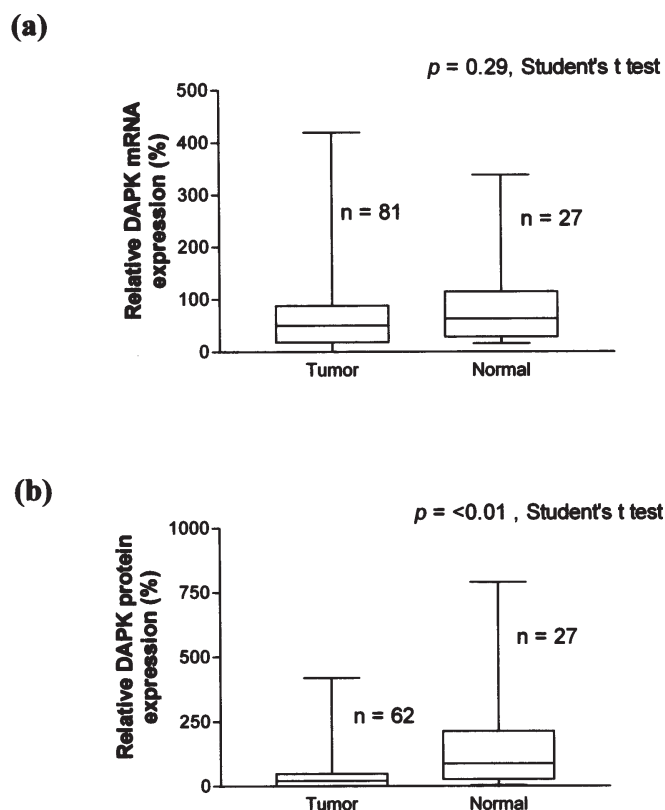 (a)
p = 0.29, Student's t test
Relative DAPK mRNA
expression (%)
500
400
300
200
100
0
n = 81
n = 27
Tumor
Normal
(b)
p = <0.01 , Student's t test
Relative DAPK protein
expression (%)
1000
750
500
250
0
n = 62
n = 27
Tumor
Normal